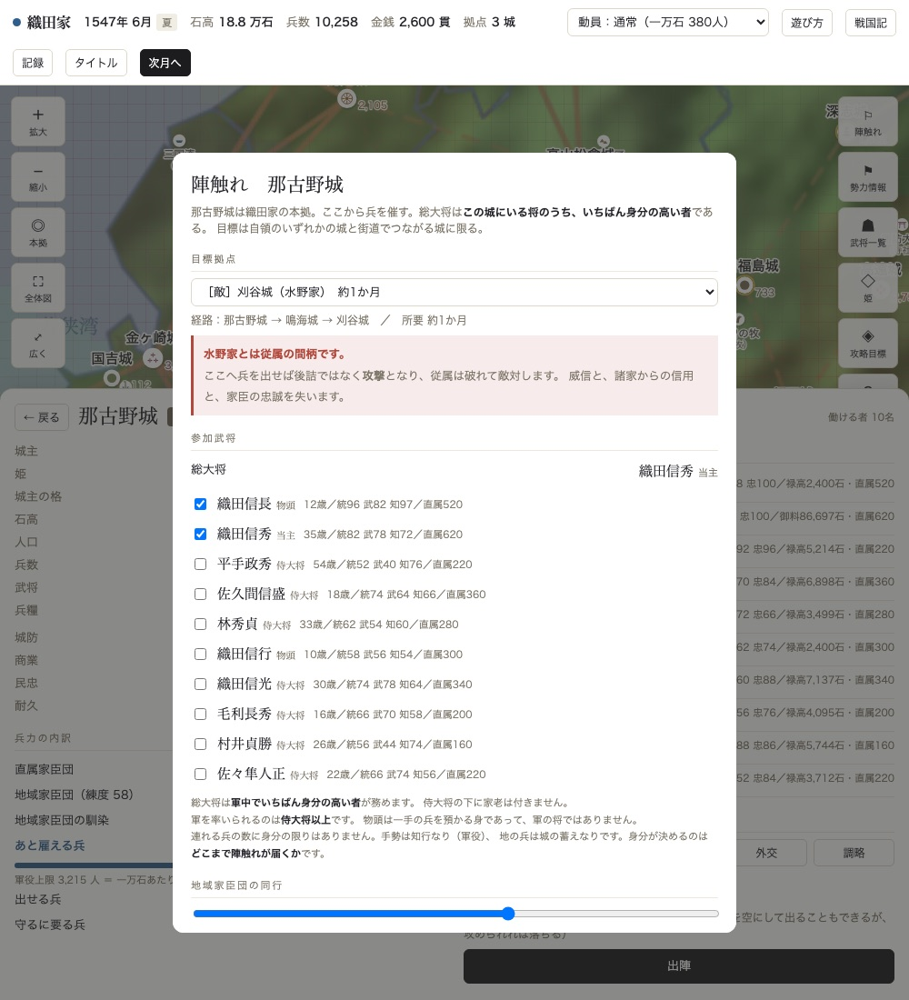 織田家 1547年 6月 夏 石高 18.8 万石 兵数 10,258 金銭 2,600 貫 拠点 3 城 動員：通常（一万石 380人） 遊び方 戦国記
記録 タイトル 次月へ
2,105
＋
拡大
−
縮小
◎
本拠
全体図
広く
陣触れ
勢力情報
武将一覧
姫
攻略目標
福島城
733
国吉城
112
← 戻る 那古野城
働ける者 10名
城主
姫
城主の格
石高
人口
兵数
武将
兵糧
城防
商業
民忠
耐久
兵力の内訳
直属家臣団
地域家臣団（練度 58）
地域家臣団の馴染
あと雇える兵
軍役上限 3,215 人 ＝ 一万石あたり
出せる兵
守るに要る兵
陣触れ 那古野城
那古野城は織田家の本拠。ここから兵を催す。総大将はこの城にいる将のうち、いちばん身分の高い者であ
る。 目標は自領のいずれかの城と街道でつながる城に限る。
目標拠点
［敵］刈谷城（水野家） 約1か月
経路：那古野城 → 鳴海城 → 刈谷城 ／ 所要 約1か月
水野家とは従属の間柄です。
ここへ兵を出せば後詰ではなく攻撃となり、従属は破れて敵対します。 威信と、諸家からの信用
と、家臣の忠誠を失います。
参加武将
総大将 織田信秀 当主
織田信長 物頭 12歳／統96 武82 知97／直属520
織田信秀 当主 35歳／統82 武78 知72／直属620
平手政秀 侍大将 54歳／統52 武40 知76／直属220
佐久間信盛 侍大将 18歳／統74 武64 知66／直属360
林秀貞 侍大将 33歳／統62 武54 知60／直属280
織田信行 物頭 10歳／統58 武56 知54／直属300
織田信光 侍大将 30歳／統74 武78 知64／直属340
毛利長秀 侍大将 16歳／統66 武70 知58／直属200
村井貞勝 侍大将 26歳／統56 武44 知74／直属160
佐々隼人正 侍大将 22歳／統66 武74 知56／直属220
総大将は軍中でいちばん身分の高い者が務めます。 侍大将の下に家老は付きません。
軍を率いられるのは侍大将以上です。 物頭は一手の兵を預かる身であって、軍の将ではありません。
連れる兵の数に身分の限りはありません。手勢は知行なり（軍役）、 地の兵は城の蓄えなりです。身分が決めるのは
どこまで陣触れが届くかです。
地域家臣団の同行
8 忠100／禄高2,400石・直属520
忠100／御料86,697石・直属620
92 忠96／禄高5,214石・直属220
70 忠84／禄高6,898石・直属360
72 忠66／禄高3,499石・直属280
62 忠74／禄高2,400石・直属300
60 忠88／禄高7,137石・直属340
56 忠76／禄高4,095石・直属200
88 忠86／禄高5,744石・直属160
52 忠84／禄高3,712石・直属220
外交 調略
を空にして出ることもできるが、
攻められれば落ちる）
出陣